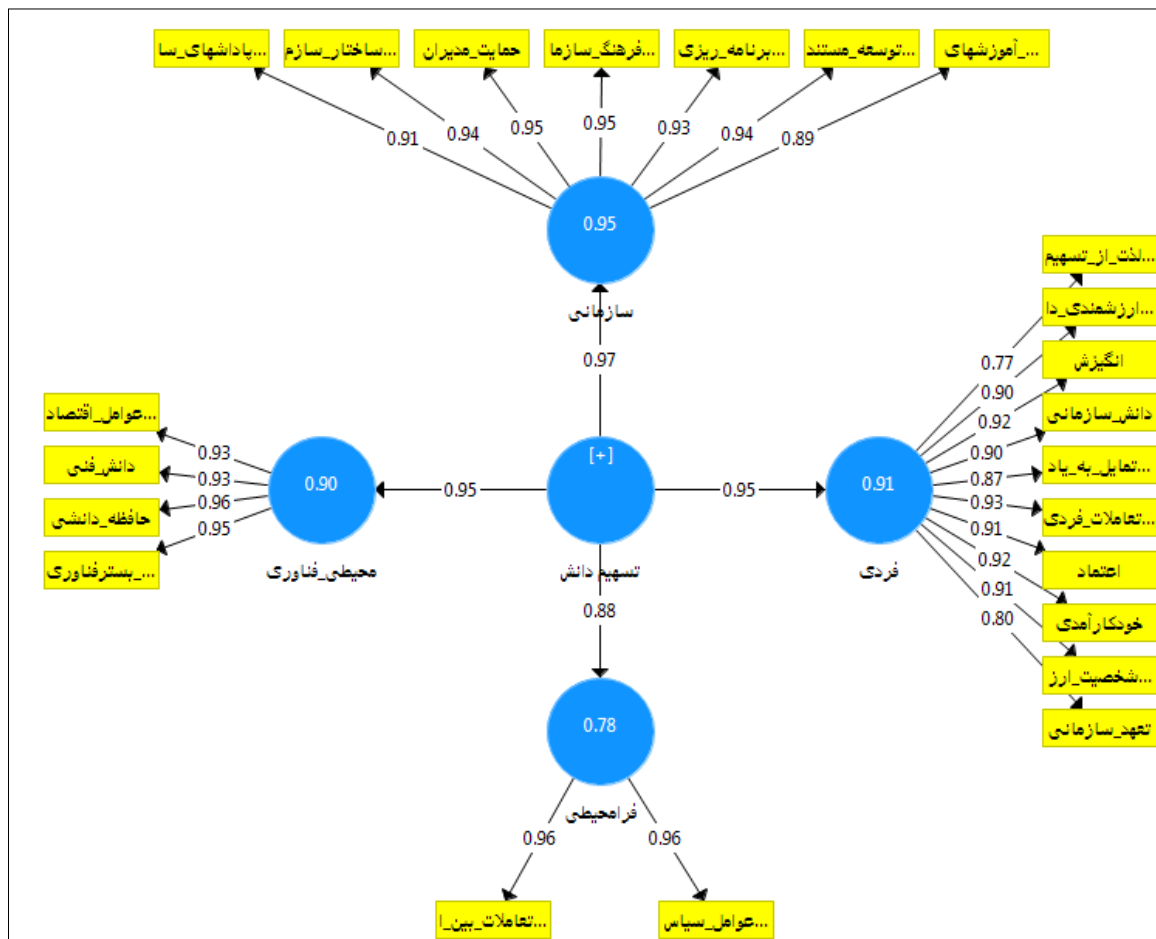 پاداشهای_سا...
ساختار_سازم...
حمایت_مدیران
فرهنگ_سازما...
برنامه_ریزی...
توسعه_مستند...
آموزشهای_...
0.91
0.94
0.95
0.95
0.93
0.94
0.89
0.95
سازمانی
0.97
لذت_از_تسهیم...
ارزشمندی_دا...
انگیزش
دانش_سازمانی
تمایل_به_یاد...
تعاملات_فردی...
اعتماد
خودکارآمدی
شخصیت_ارز...
تعهد_سازمانی
0.77
0.90
0.92
0.90
0.87
0.93
0.91
0.92
0.91
0.80
0.91
فردی
0.95
[+]
تسهیم دانش
0.95
0.90
محیطی_فناوری
عوامل_اقتصاد...
دانش_فنی
حافظه_دانشی
بسترفناوری_...
0.93
0.93
0.96
0.95
0.88
0.78
فرامحیطی
0.96
0.96
تعاملات_بین_ا...
عوامل_سیاس...